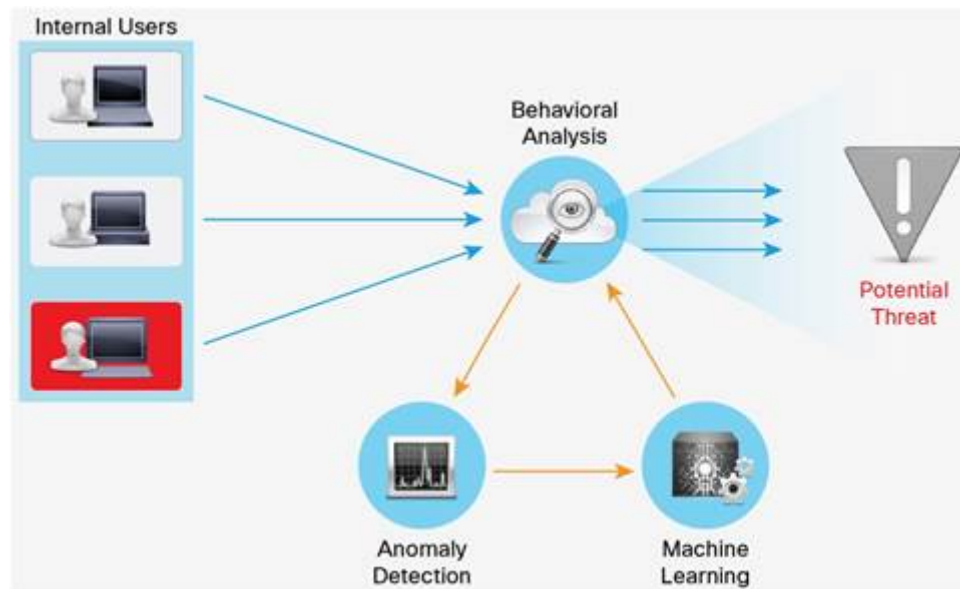 Internal Users
Behavioral
Analysis
Potential
Threat
Anomaly
Detection
Machine
Learning